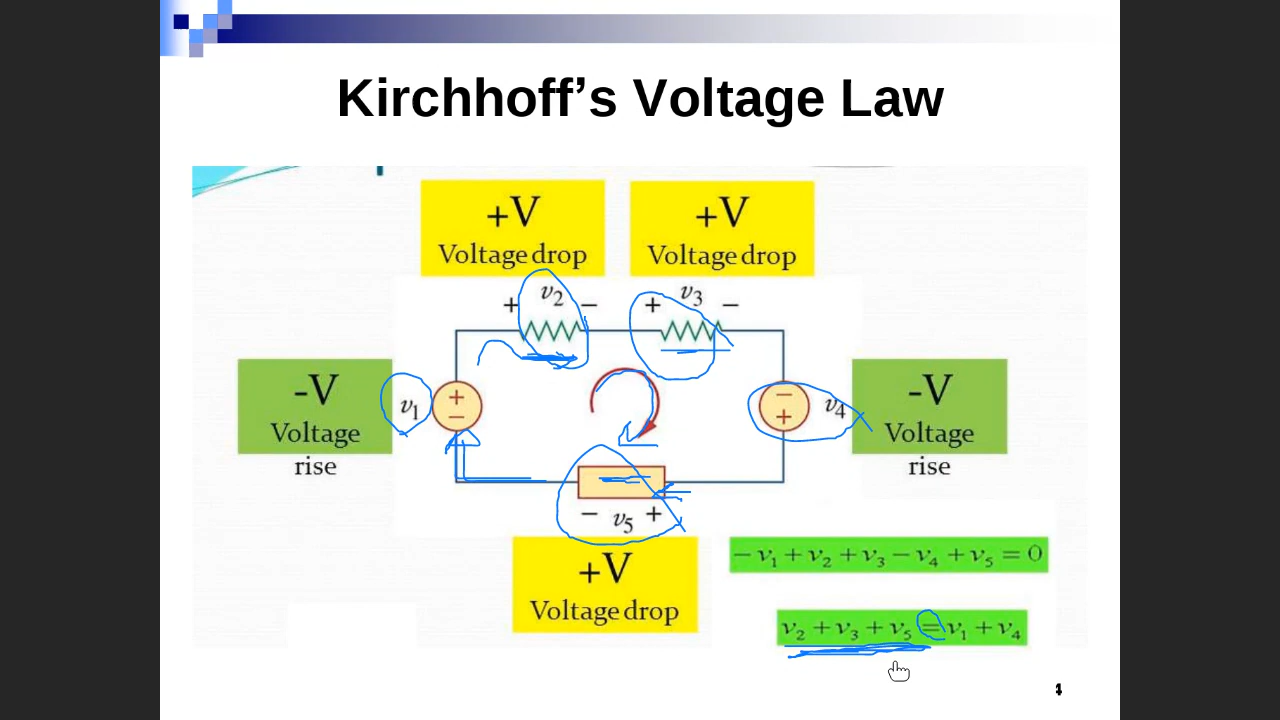 Kirchhoff’s Voltage Law
+V
Voltage drop
+V
Voltage drop
+ v2 −
+ v3 −
-V
Voltage
rise
v1
+
−
−
+
v4
-V
Voltage
rise
− v5 +
+V
Voltage drop
− v1 + v2 + v3 − v4 + v5 = 0
v2 + v3 + v5 = v1 + v4
4